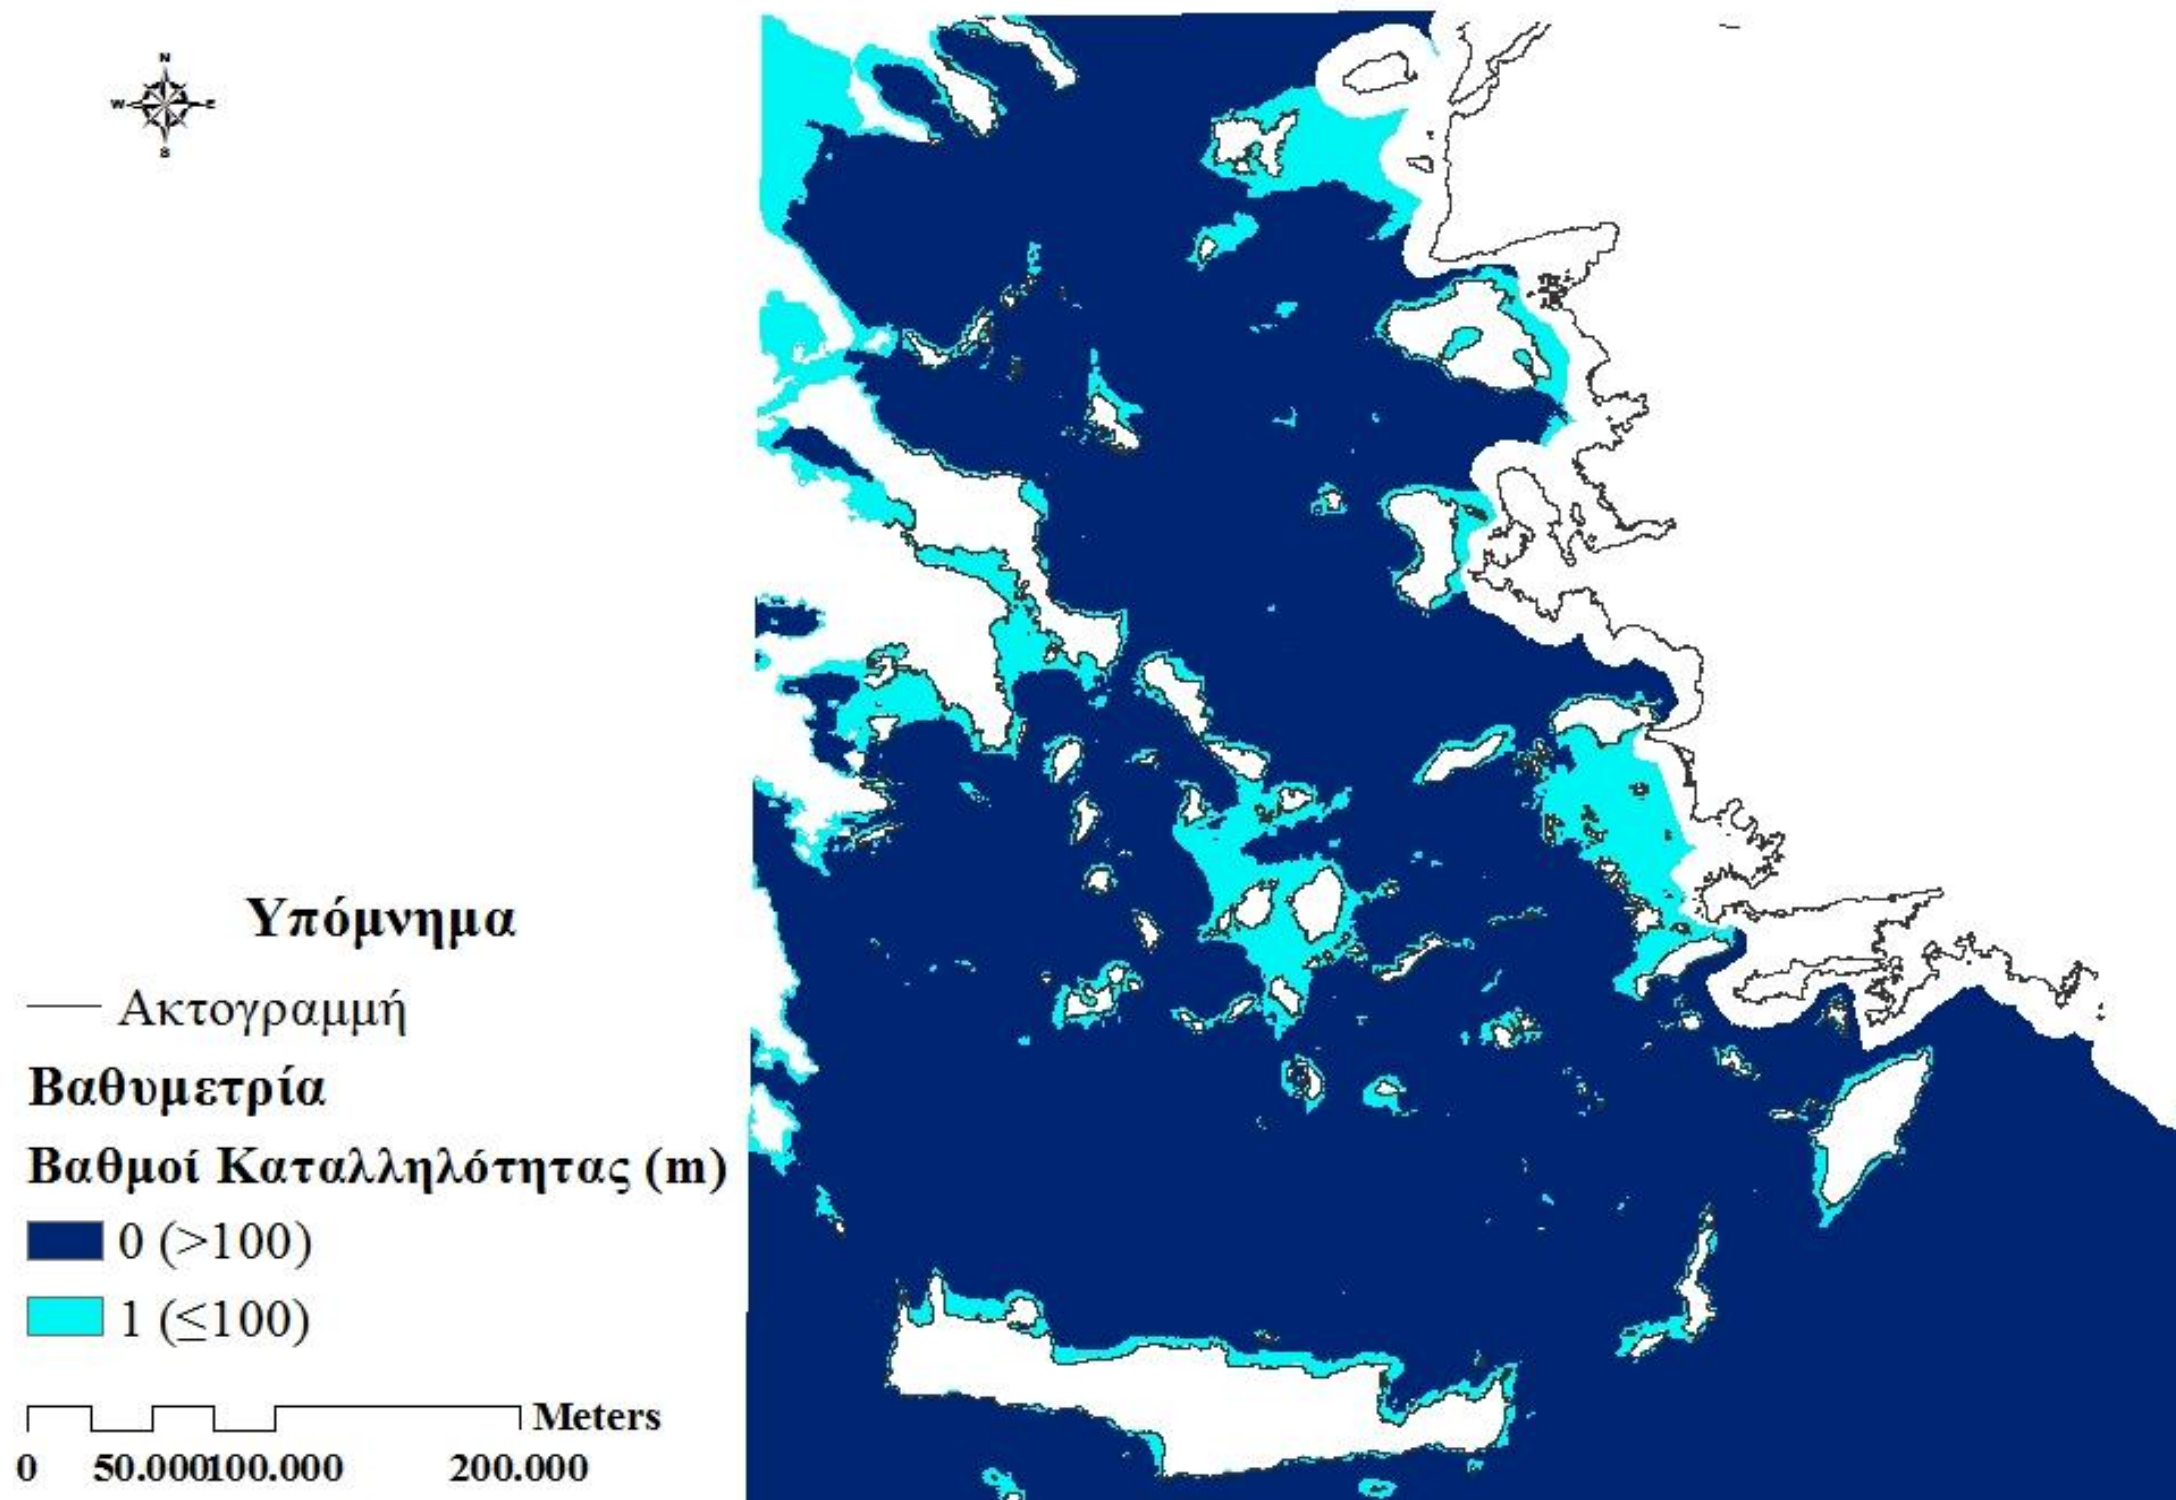 N
W E
S
Υπόμνημα
Ακτογραμμή
Βαθυμετρία
Βαθμοί Καταλληλότητας (m)
0 (>100)
1 (≤100)
Meters
0 50.000100.000 200.000